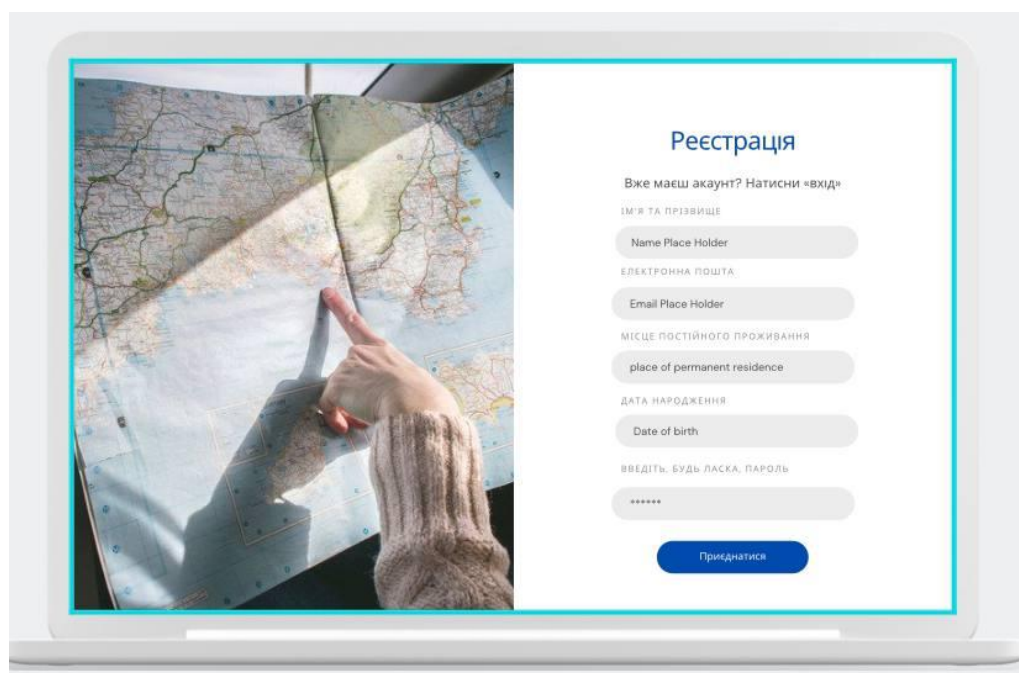 Реєстрація
Вже маєш акаунт? Натисни «вхід»
ІМ'Я ТА ПРІЗВИЩЕ
Name Place Holder
ЕЛЕКТРОННА ПОШТА
Email Place Holder
МІСЦЕ ПОСТІЙНОГО ПРОЖИВАННЯ
place of permanent residence
ДАТА НАРОДЖЕННЯ
Date of birth
ВВЕДІТЬ, БУДЬ ЛАСКА, ПАРОЛЬ
******
Приєднатися